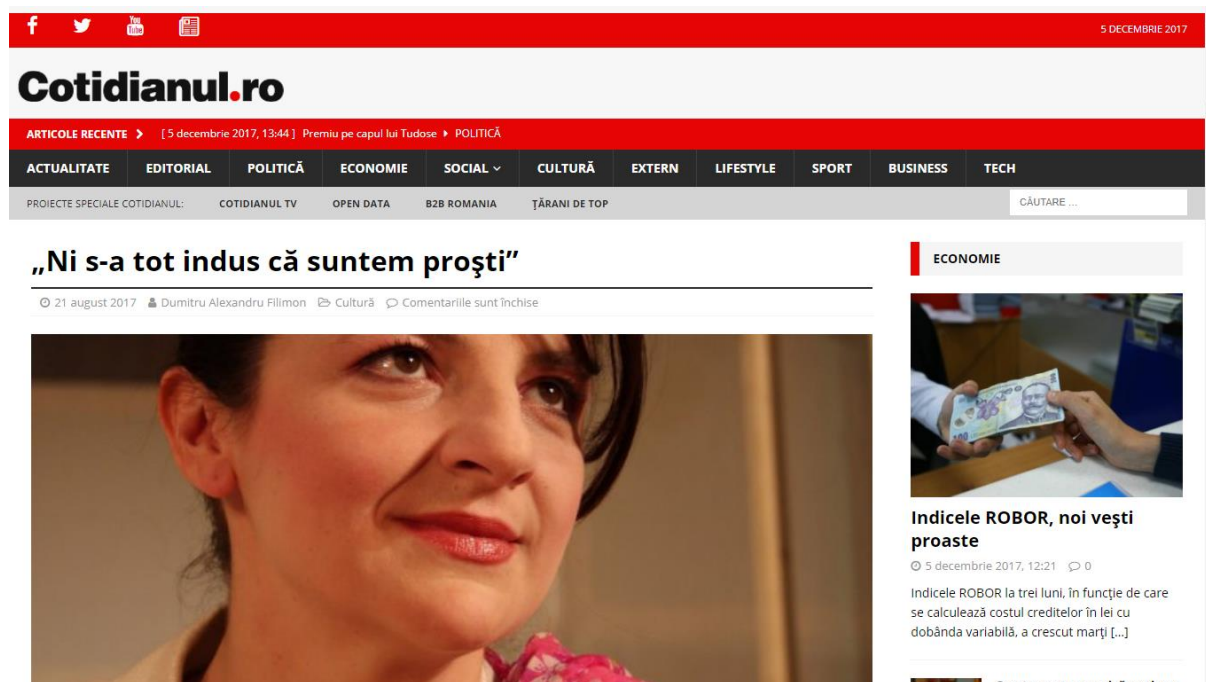 You
Tube
5 DECEMBRIE 2017
Cotidianul.ro
ARTICOLE RECENTE [ 5 decembrie 2017, 13:44 ] Premiu pe capul lui Tudose POLITICĂ
ACTUALITATE EDITORIAL POLITICĂ ECONOMIE SOCIAL CULTURĂ EXTERN LIFESTYLE SPORT BUSINESS TECH
PROIECTE SPECIALE COTIDIANUL: COTIDIANUL TV OPEN DATA B2B ROMANIA ŢĂRANI DE TOP CĂUTARE ...
„Ni s-a tot indus că suntem proşti”
21 august 2017 Dumitru Alexandru Filimon Cultură Comentariile sunt închise
ECONOMIE
100
Indicele ROBOR, noi veşti
proaste
5 decembrie 2017, 12:21 0
Indicele ROBOR la trei luni, în funcţie de care
se calculează costul creditelor în lei cu
dobânda variabilă, a crescut marţi [...]